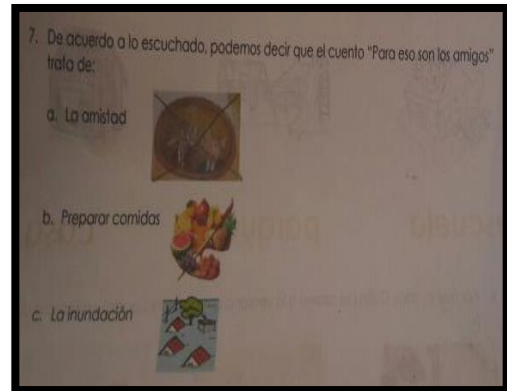 7. De acuerdo a lo escuchado, podemos decir que el cuento "Para eso son los amigos"
trata de:
a. La amistad
b. Preparar comidas
c. La inundación